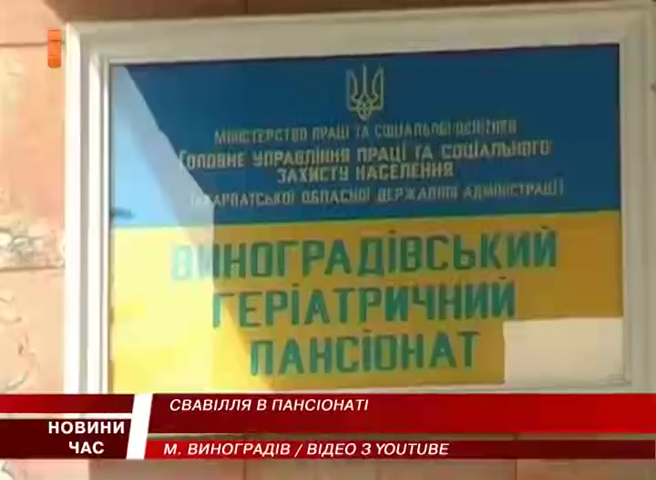 МІНІСТЕРСТВО ПРАЦІ ТА СОЦІАЛЬНОЇ
ГОЛОВНЕ УПРАВЛІННЯ ПРАЦІ ТА СОЦІАЛЬНОГО
ЗАХИСТУ НАСЕЛЕННЯ
ЗАКАРПАТСЬКОЇ ОБЛАСНОЇ ДЕРЖАВНОЇ АДМІНІСТРАЦІЇ
ВИНОГРАДІВСЬКИЙ
ГЕРІАТРИЧНИЙ
ПАНСІОНАТ
СВАВІЛЛЯ В ПАНСІОНАТІ
НОВИНИ
ЧАС
М. ВИНОГРАДІВ / ВІДЕО З YOUTUBE